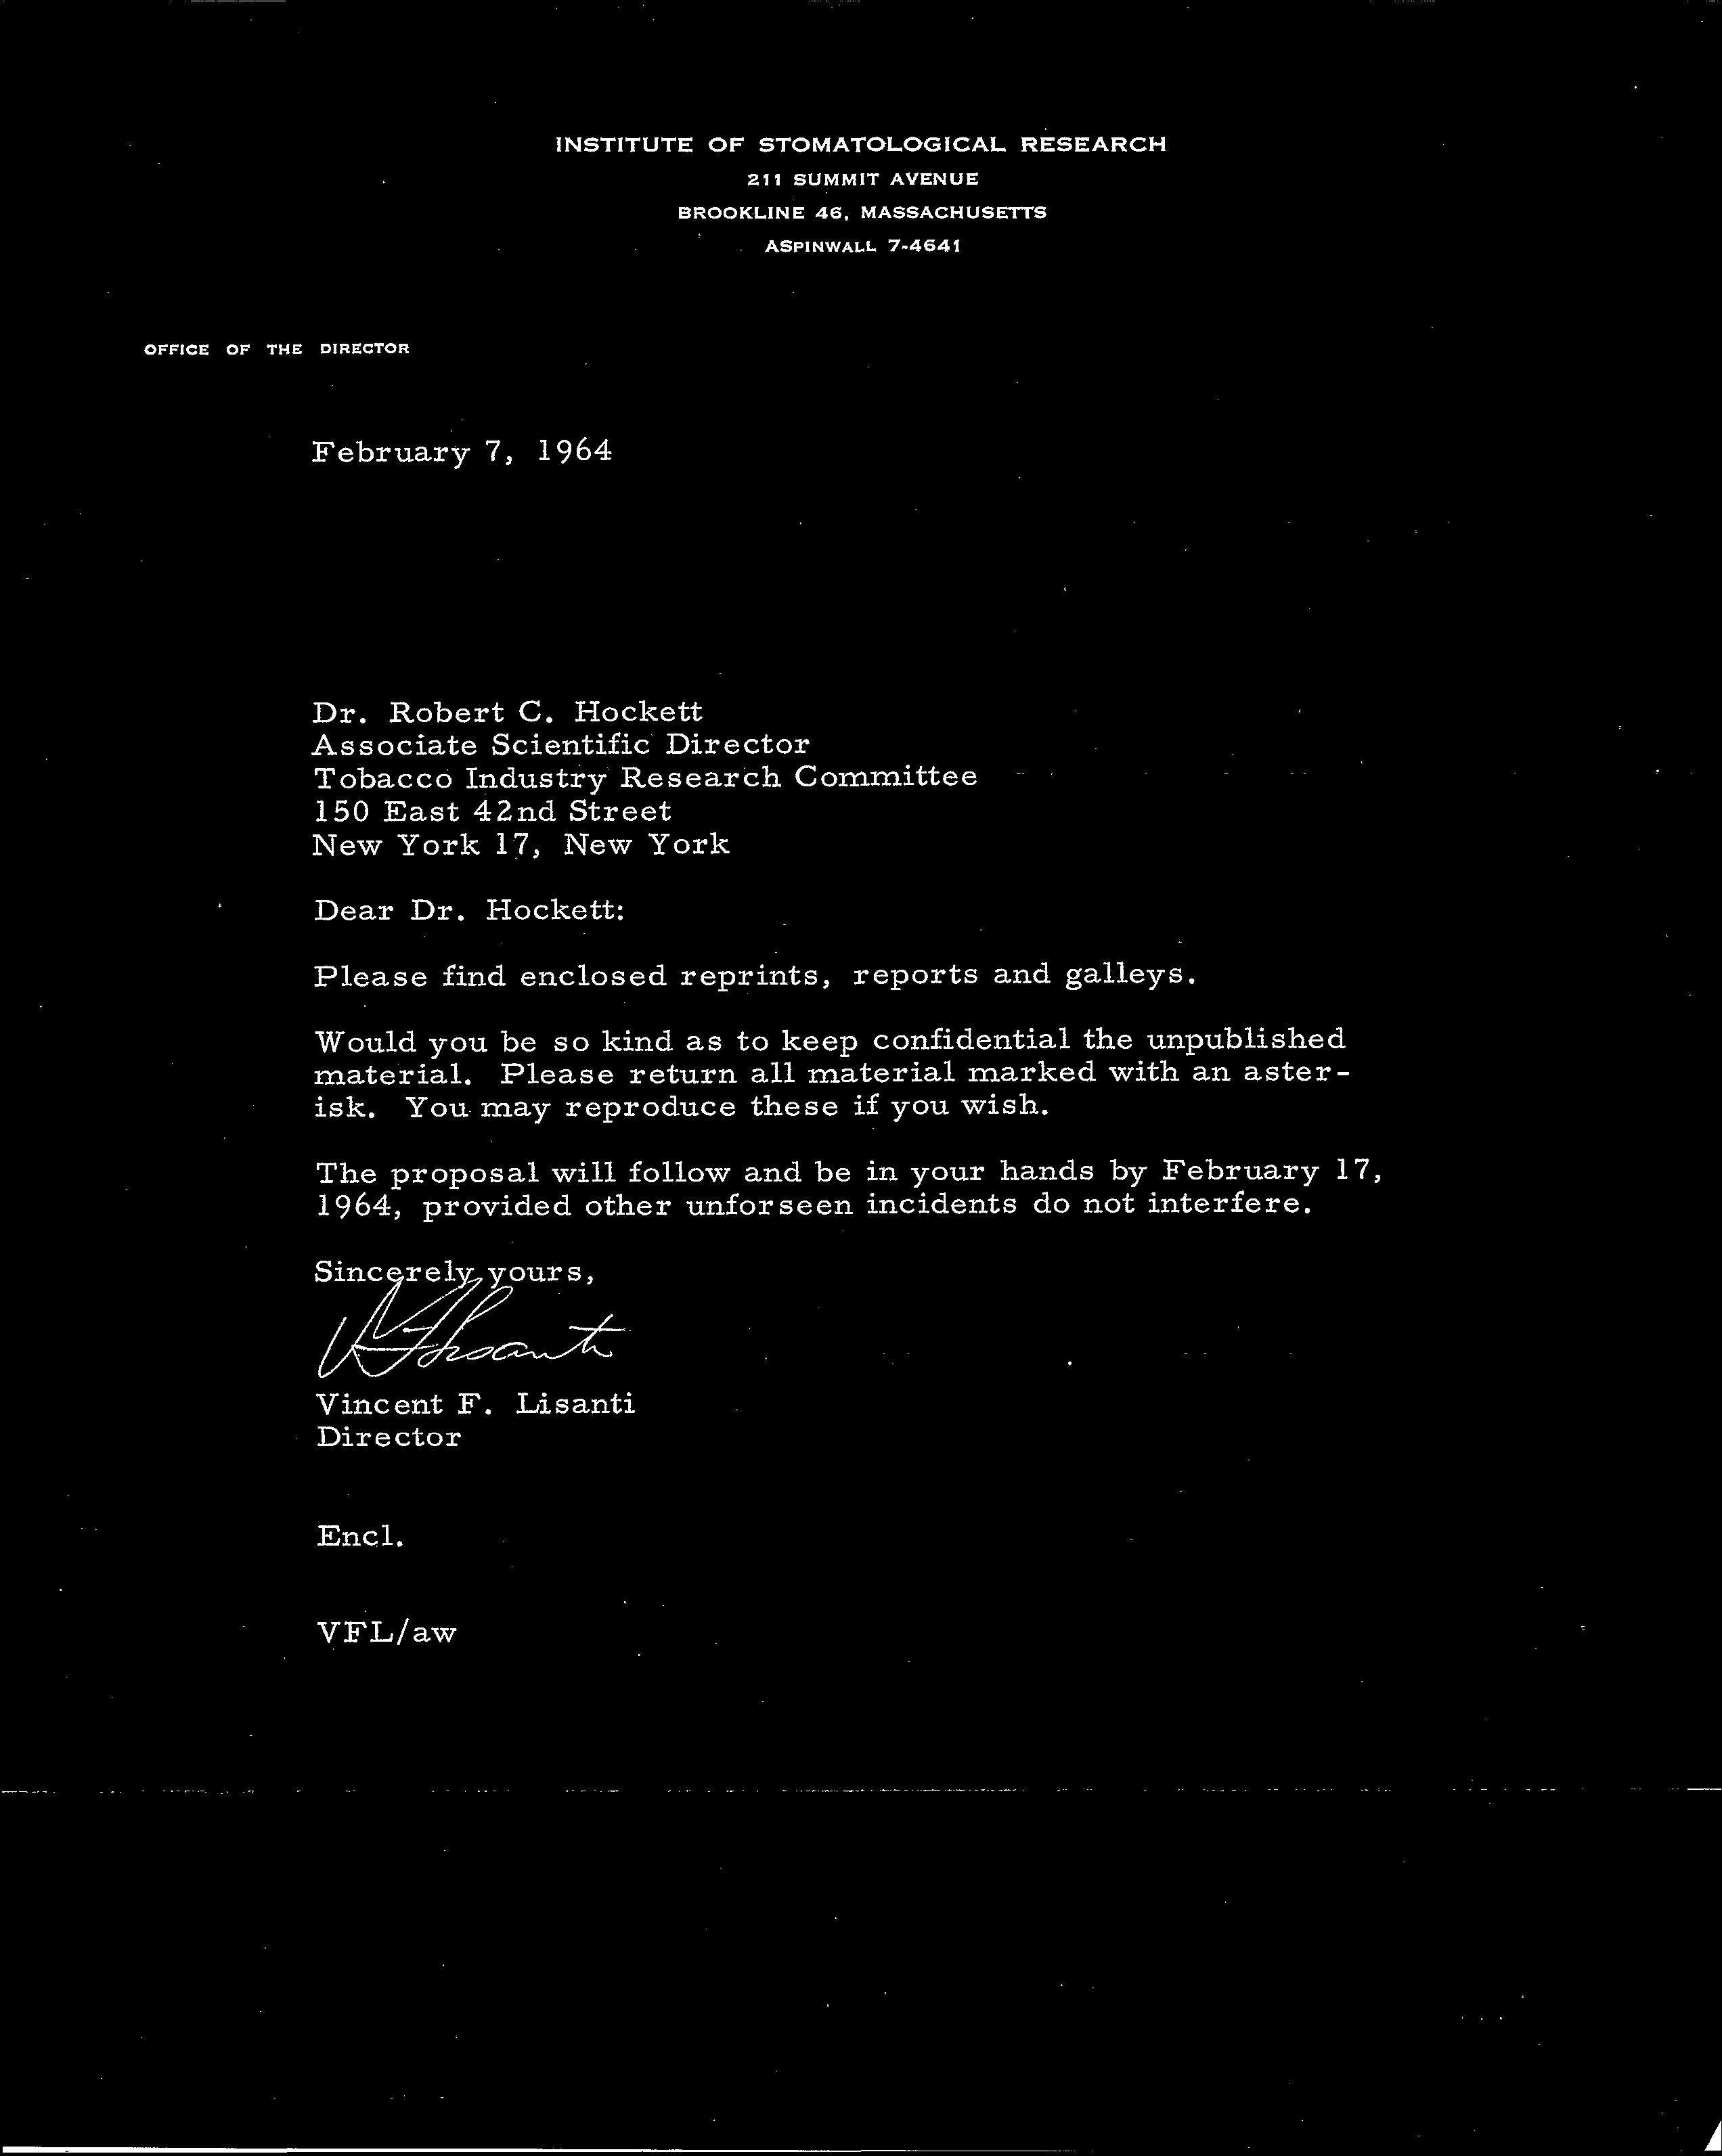 INSTITUTE OF STOMATOLOGICAL RESEARCH
211 SUMMIT AVENUE
BROOKLINE 46, MASSACHUSETTS
ASPINWALL 7-4641
OFFICE OF THE DIRECTOR
February 7, 1964
Dr. Robert C. Hockett
Associate Scientific Director
Tobacco Industry Research Committee
150 East 42nd Street
New York 17, New York
Dear Dr. Hockett:
Please find enclosed reprints, reports and galleys.
Would you be so kind as to keep confidential the unpublished
material. Please return all material marked with an aster-
isk. You may reproduce these if you wish.
The proposal will follow and be in your hands by February 17,
1964, provided other unforseen incidents do not interfere.
Sincerely yours,
V F Lisanti
Vincent F. Lisanti
Director
Encl.
VFL/aw